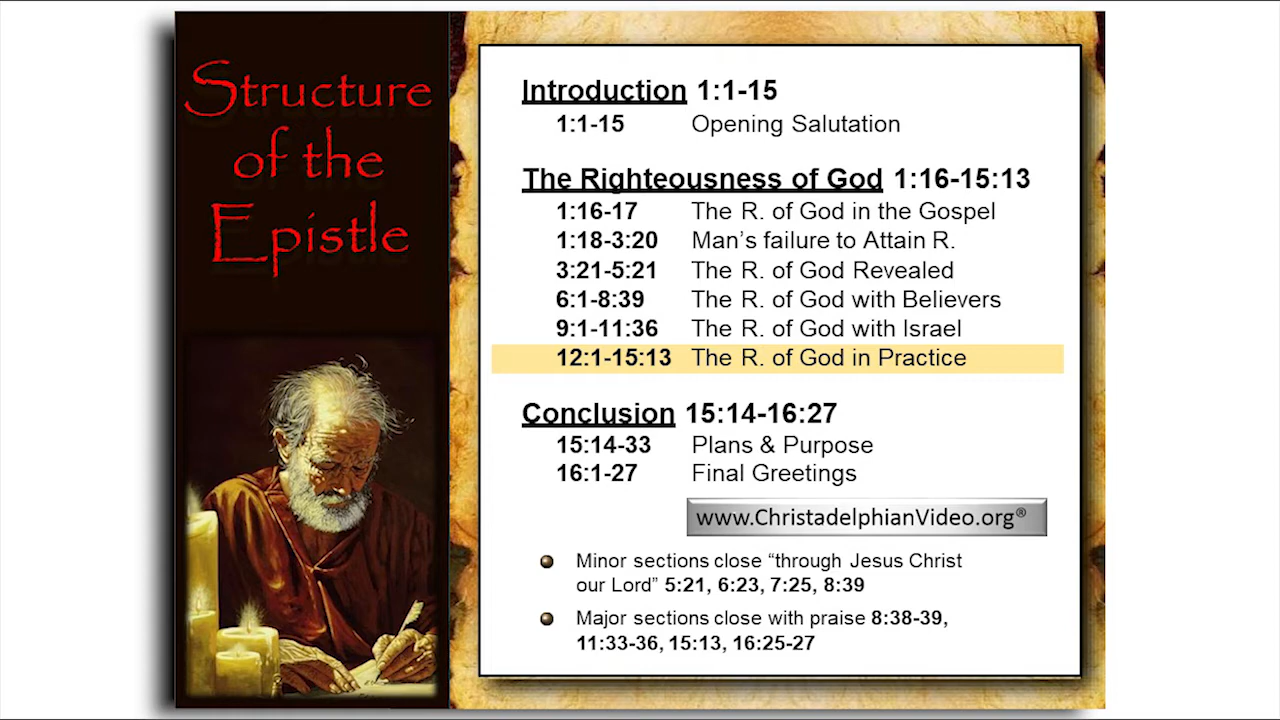 Structure
of the
Epistle
Introduction 1:1-15
1:1-15 Opening Salutation
The Righteousness of God 1:16-15:13
1:16-17 The R. of God in the Gospel
1:18-3:20 Man's failure to Attain R.
3:21-5:21 The R. of God Revealed
6:1-8:39 The R. of God with Believers
9:1-11:36 The R. of God with Israel
12:1-15:13 The R. of God in Practice
Conclusion 15:14-16:27
15:14-33 Plans & Purpose
16:1-27 Final Greetings
www.ChristadelphianVideo.org®
Minor sections close “through Jesus Christ
our Lord” 5:21, 6:23, 7:25, 8:39
Major sections close with praise 8:38-39,
11:33-36, 15:13, 16:25-27